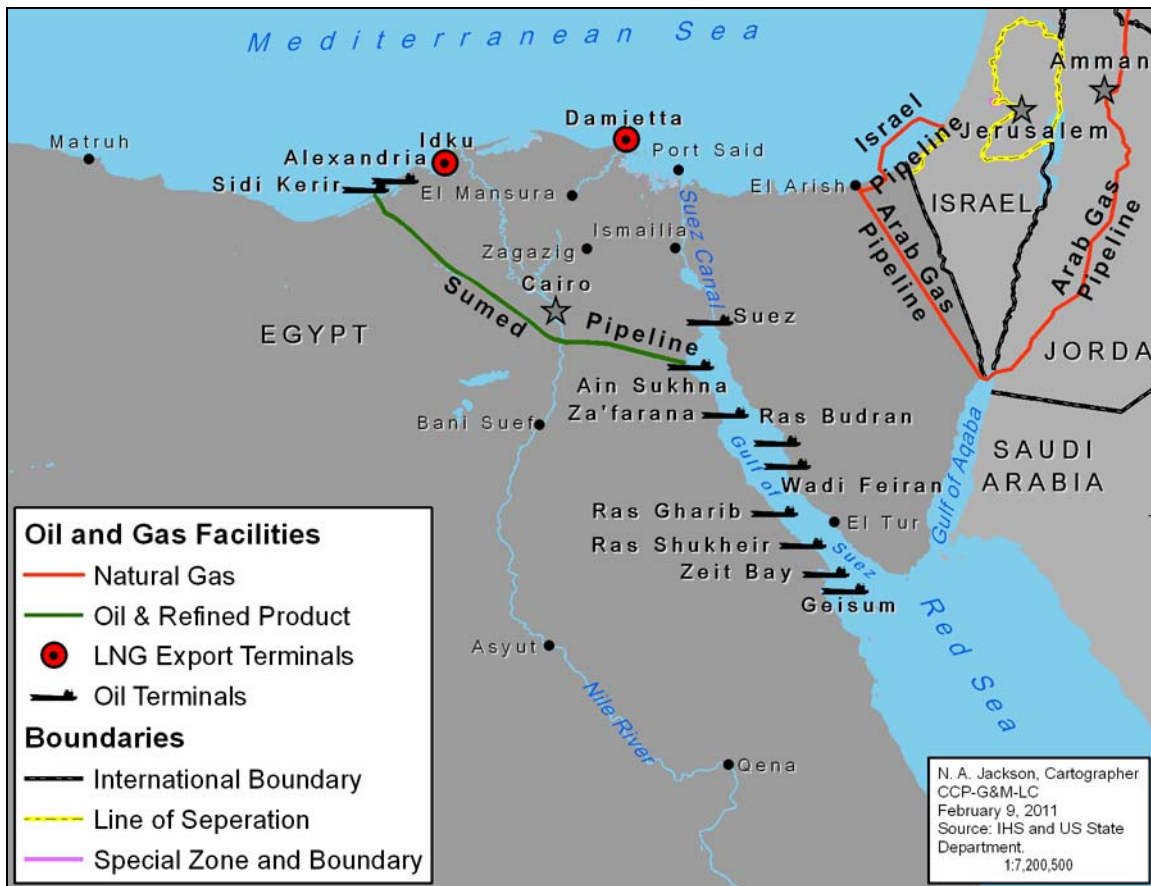 Mediterranean Sea
Amman
Matruh
Idku
Damietta
Israel
Pipeline
Jerusalem
Alexandria
Port Said
Sidi Kerir
El Mansura
El Arish
ISRAEL
Ismailia
Suez Canal
Zagazig
Arab Gas
Pipeline
Arab Gas
Pipeline
Cairo
Sumed
Pipeline
Suez
EGYPT
JORDA
Ain Sukhna
Za'farana
Ras Budran
Bani Suef
Gulf of
Suez
SAUDI
ARABIA
Wadi Feiran
Gulf of Aqaba
Ras Gharib
El Tur
Ras Shukheir
Zeit Bay
Geisum
Red Sea
Asyut
Nile River
Qena
Oil and Gas Facilities
Natural Gas
Oil & Refined Product
LNG Export Terminals
Oil Terminals
Boundaries
International Boundary
Line of Seperation
Special Zone and Boundary
N. A. Jackson, Cartographer
CCP-G&M-LC
February 9, 2011
Source: IHS and US State
Department.
1:7,200,500